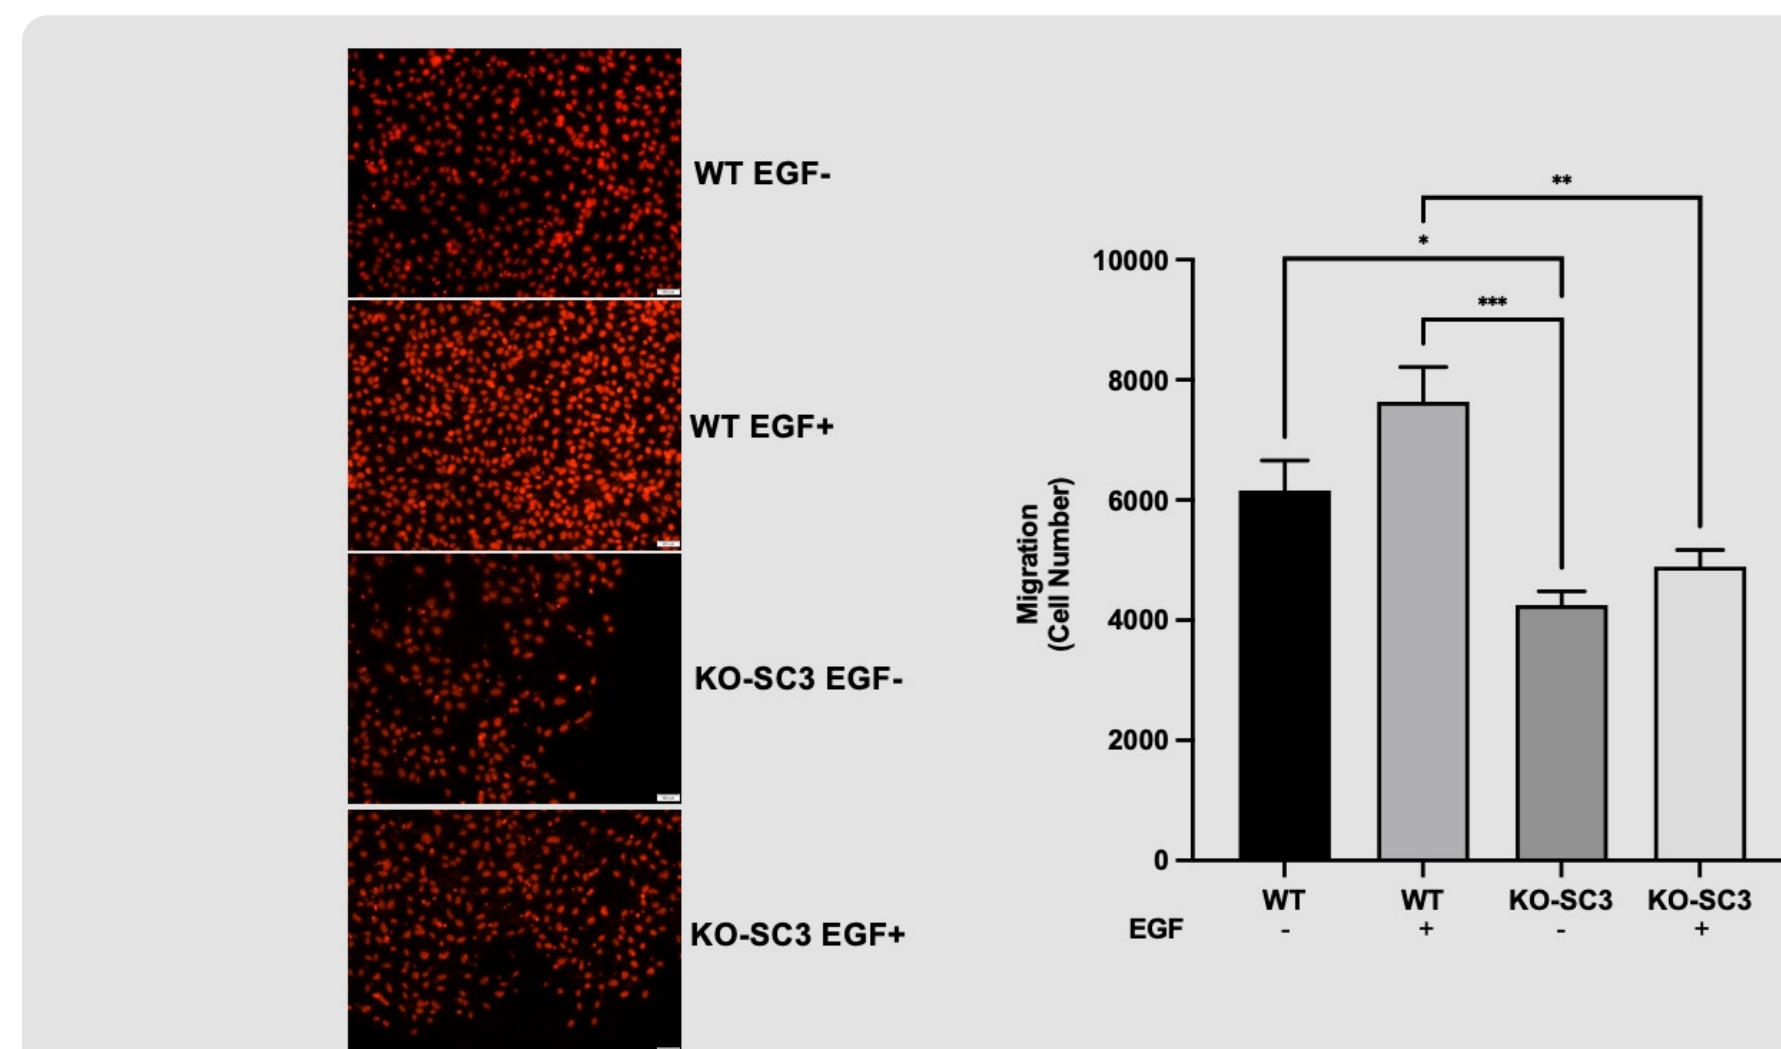 WT EGF-
WT EGF+
KO-SC3 EGF-
KO-SC3 EGF+
**
*
***
Migration
(Cell Number)
10000
8000
6000
4000
2000
0
WT WT KO-SC3 KO-SC3
EGF - + - +